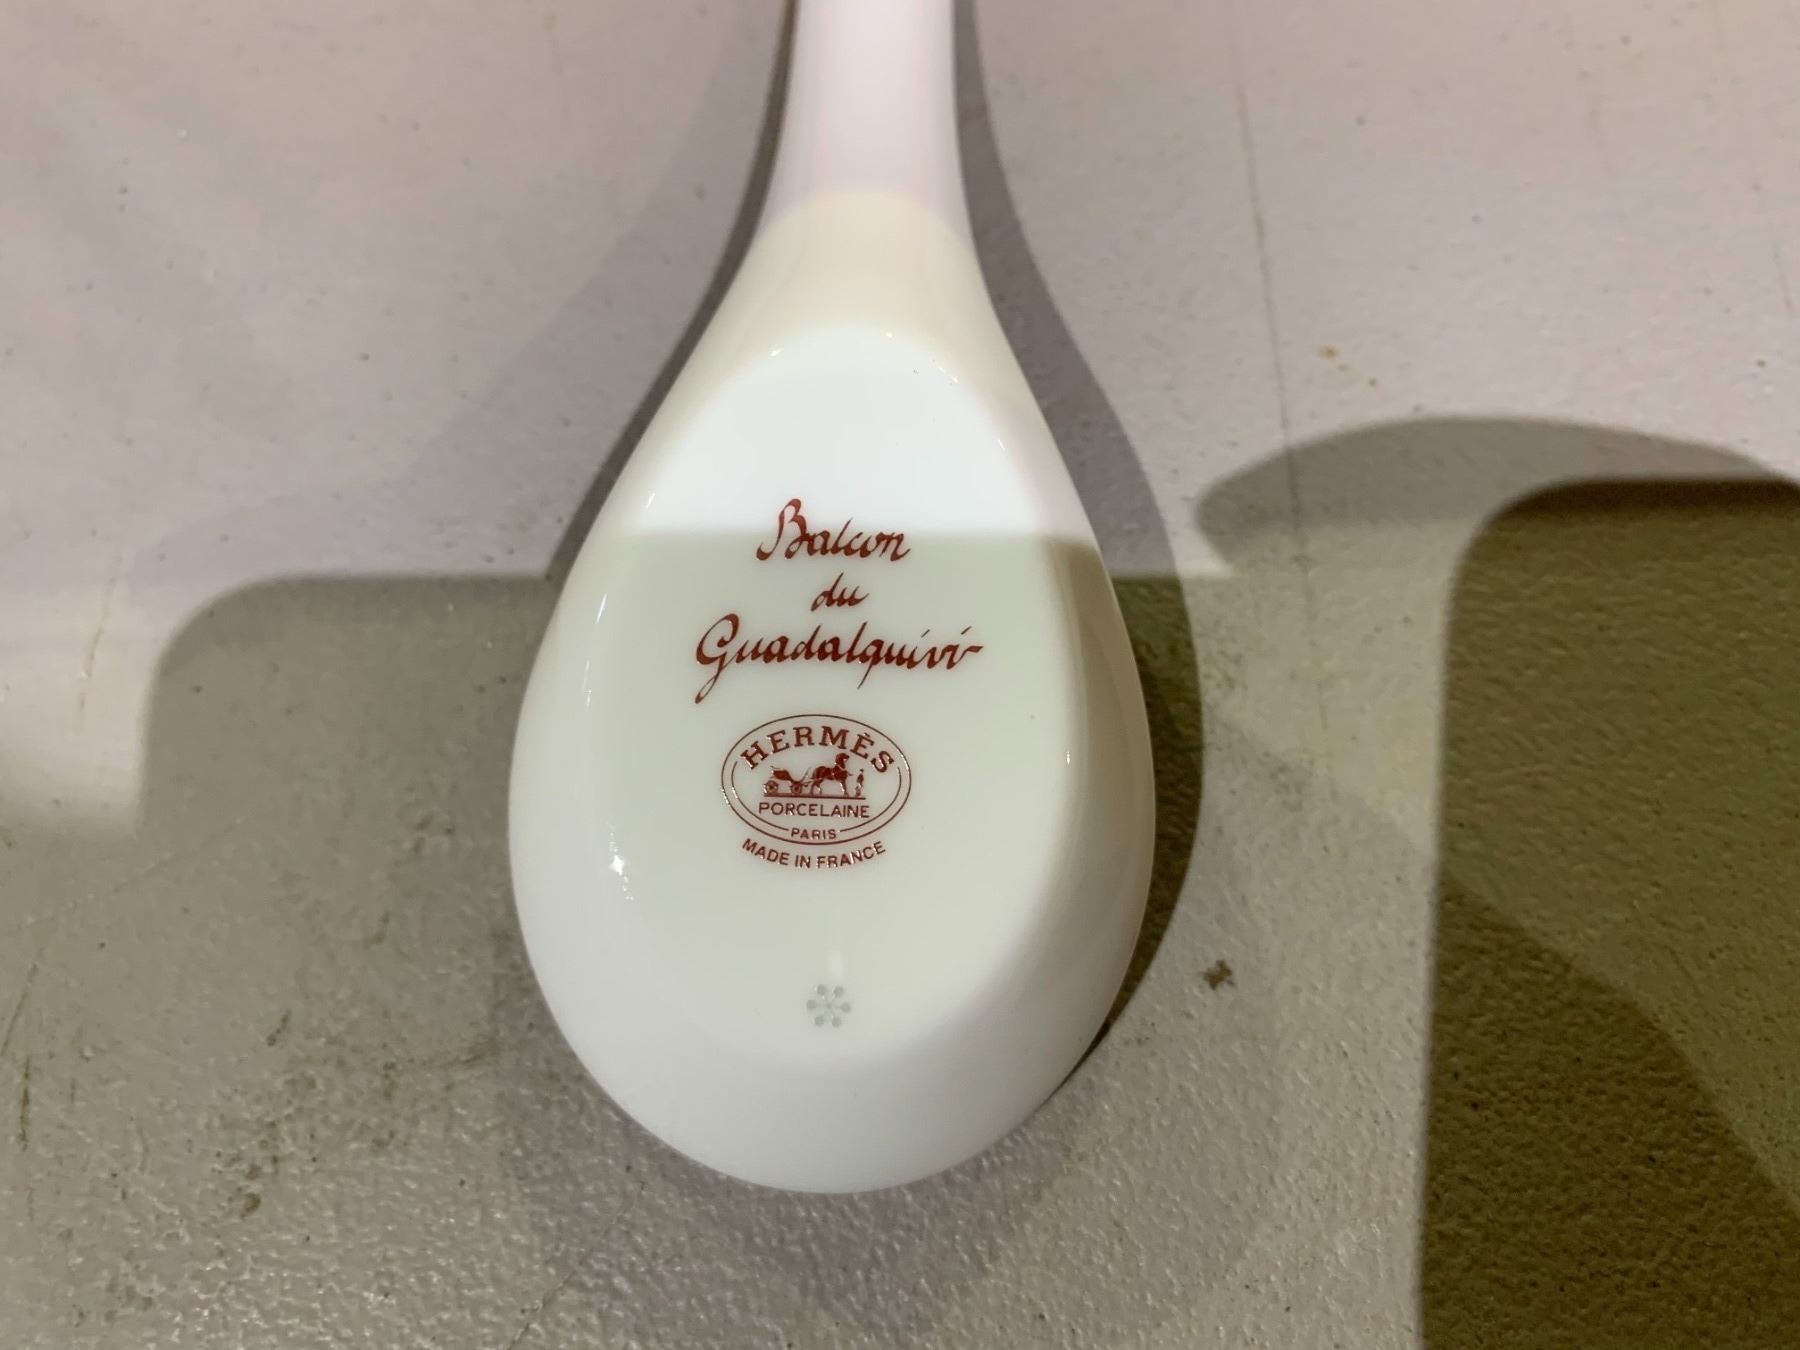 Balcon
du
Guadalquivir
HERMÈS
PORCELAINE
PARIS
MADE IN FRANCE